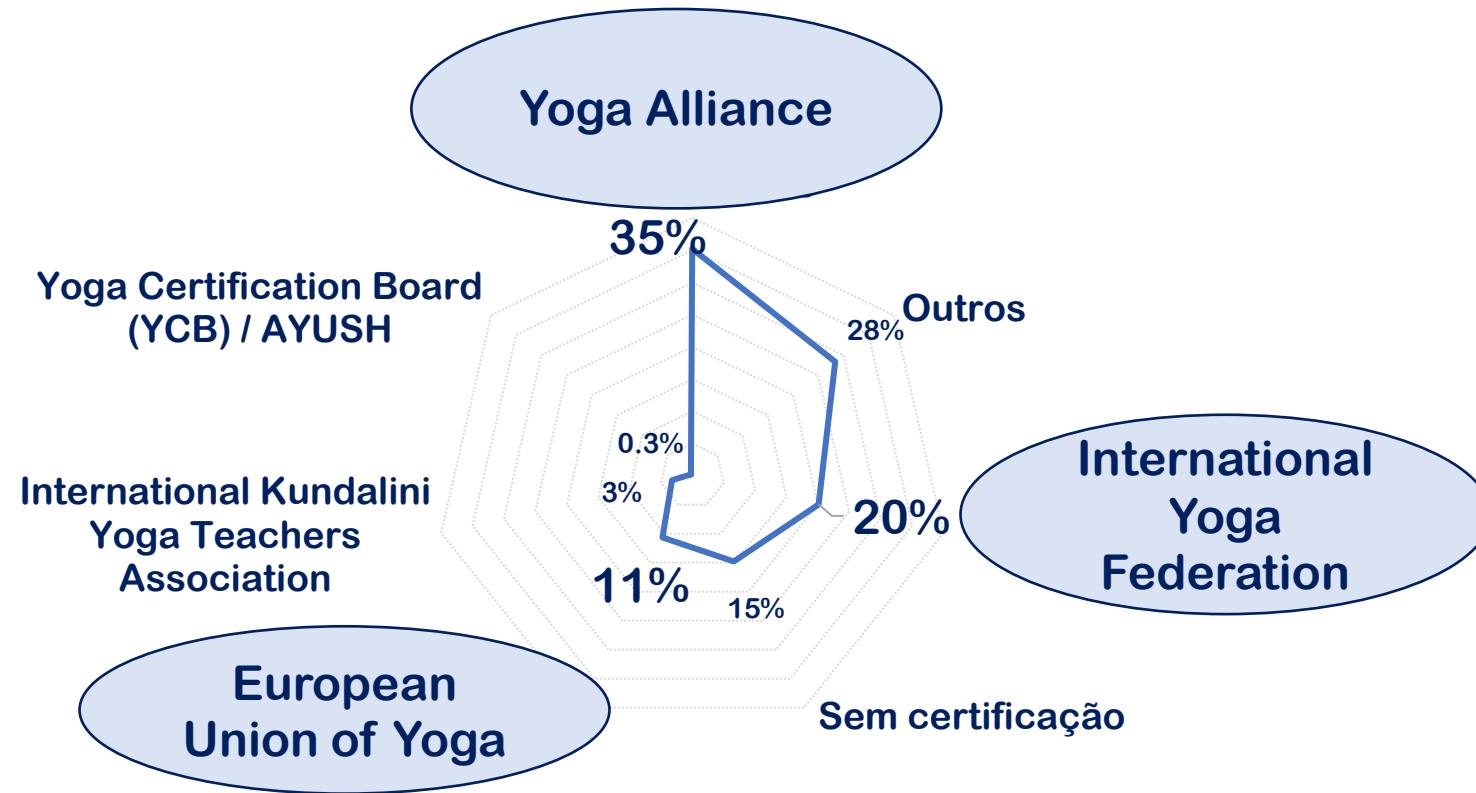 Yoga Alliance
35%
Yoga Certification Board
(YCB) / AYUSH
Outros
28%
0.3%
International Kundalini
Yoga Teachers
Association
3%
20%
International
Yoga
Federation
11%
15%
European
Union of Yoga
Sem certificação